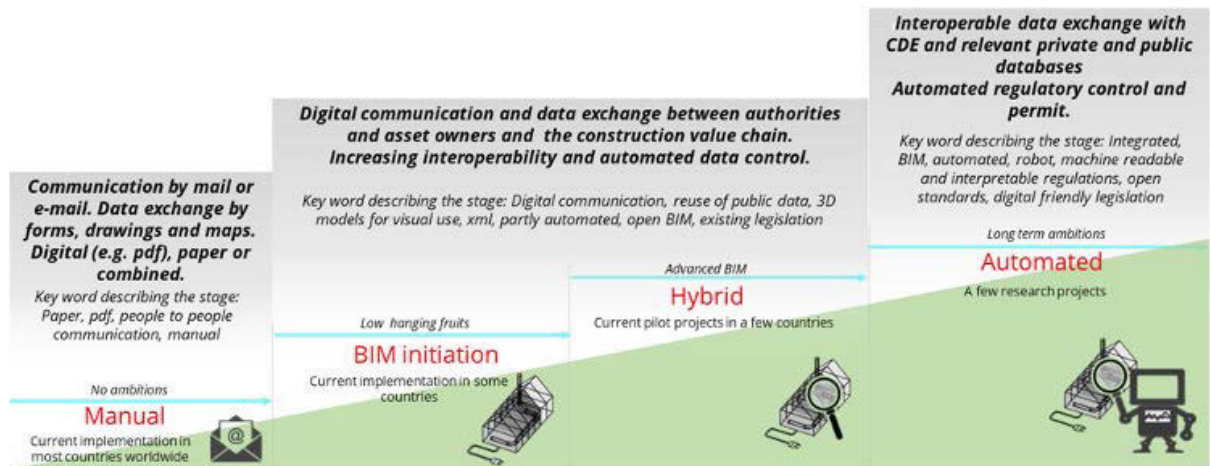 Communication by mail or
e-mail. Data exchange by
forms, drawings and maps.
Digital (e.g. pdf), paper or
combined.
Key word describing the stage:
Paper, pdf, people to people
communication, manual
No ambitions
Manual
Current implementation in
most countries worldwide
@
Digital communication and data exchange between authorities
and asset owners and the construction value chain.
Increasing interoperability and automated data control.
Key word describing the stage: Digital communication, reuse of public data, 3D
models for visual use, xml, partly automated, open BIM, existing legislation
Low hanging fruits
BIM initiation
Current implementation in some
countries
Advanced BIM
Hybrid
Current pilot projects in a few countries
Interoperable data exchange with
CDE and relevant private and public
databases
Automated regulatory control and
permit.
Key word describing the stage: Integrated,
BIM, automated, robot, machine readable
and interpretable regulations, open
standards, digital friendly legislation
Long term ambitions
Automated
A few research projects